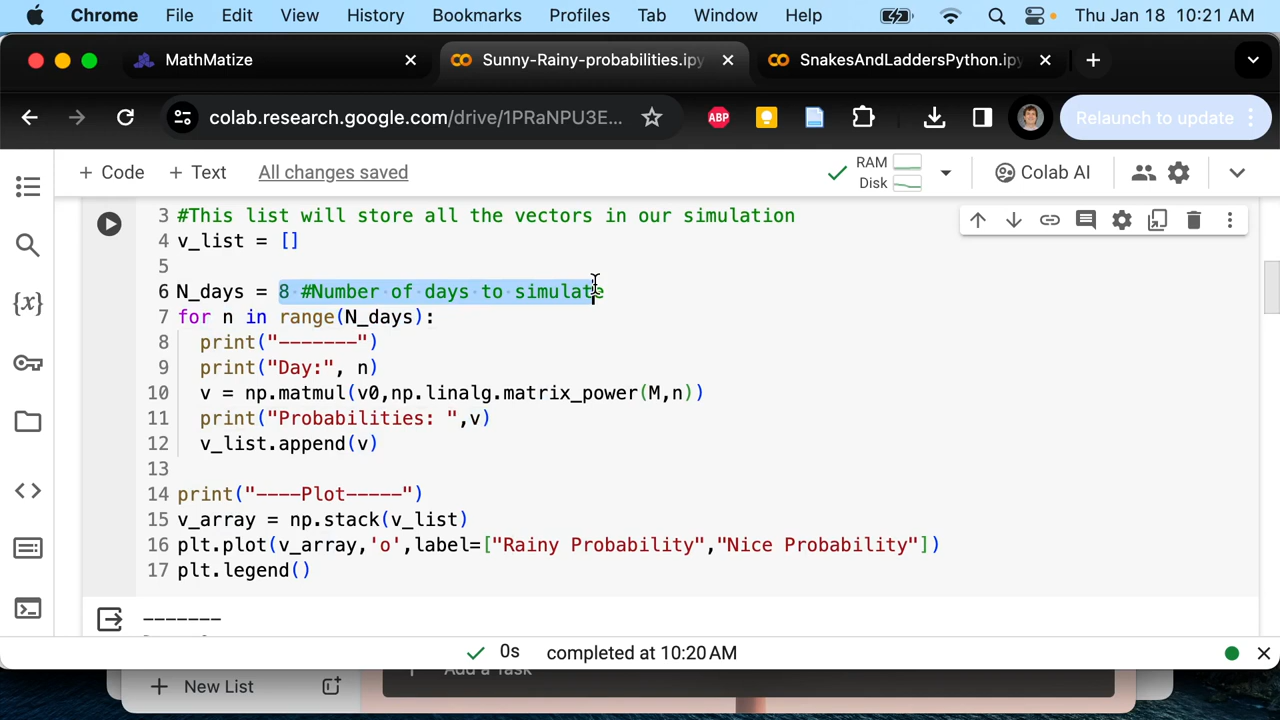 Chrome File Edit View History Bookmarks Profiles Tab Window Help Thu Jan 18 10:21 AM
MathMatize Sunny-Rainy-probabilities.ipy SnakesAndLaddersPython.ipy
colab.research.google.com/drive/1PRaNPU3E... ABP Relaunch to update
+ Code + Text All changes saved RAM Disk Colab AI
3 #This list will store all the vectors in our simulation
4 v_list = []
5
6 N_days = 8 #Number of days to simulate
7 for n in range(N_days):
8 print("-------")
9 print("Day:", n)
10 v = np.matmul(v0,np.linalg.matrix_power(M,n))
11 print("Probabilities: ",v)
12 v_list.append(v)
13
14 print("----Plot-----")
15 v_array = np.stack(v_list)
16 plt.plot(v_array,'o',label=["Rainy Probability","Nice Probability"])
17 plt.legend()
-------
0s completed at 10:20 AM
Add a Task
+ New List